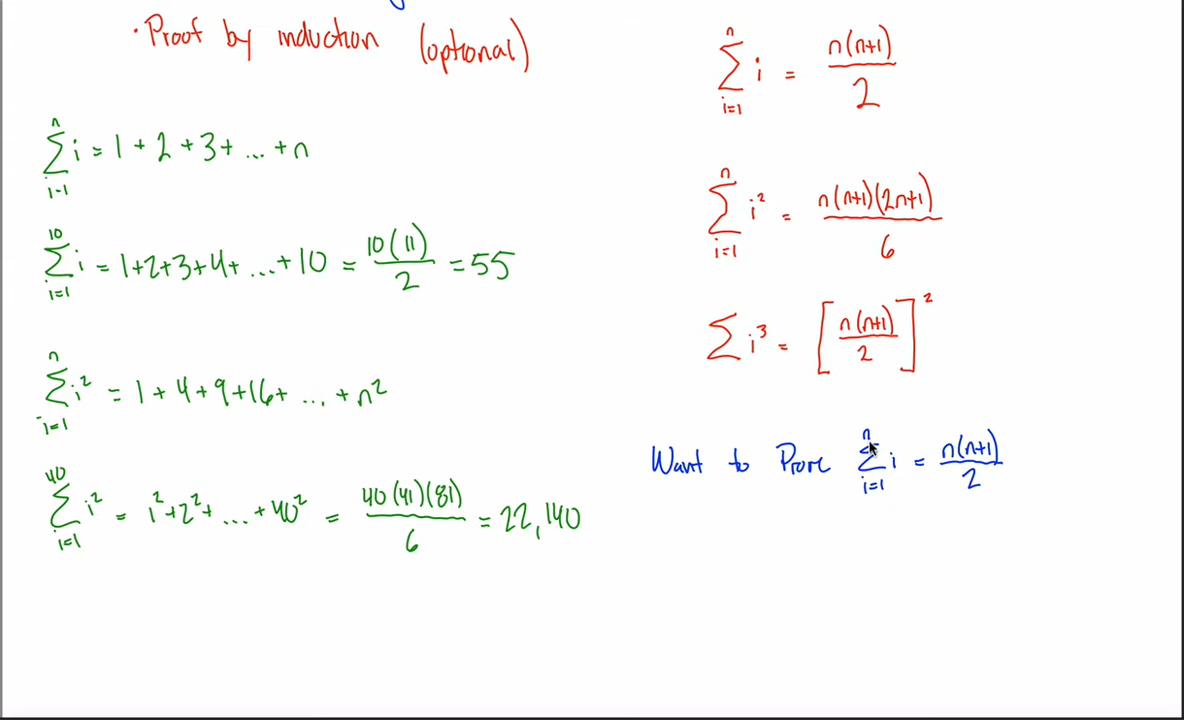 · Proof by induction (optional)
∑_{i=1}^{n} i = 1 + 2 + 3 + ... + n
∑_{i=1}^{10} i = 1+2+3+4+ ... + 10 = 10(11)/2 = 55
∑_{i=1}^{n} i² = 1 + 4 + 9 + 16 + ... + n²
∑_{i=1}^{40} i² = 1² + 2² + ... + 40² = 40(41)(81)/6 = 22,140
∑_{i=1}^{n} i = n(n+1)/2
∑_{i=1}^{n} i² = n(n+1)(2n+1)/6
∑ i³ = [n(n+1)/2]²
Want to Prove ∑_{i=1}^{n} i = n(n+1)/2